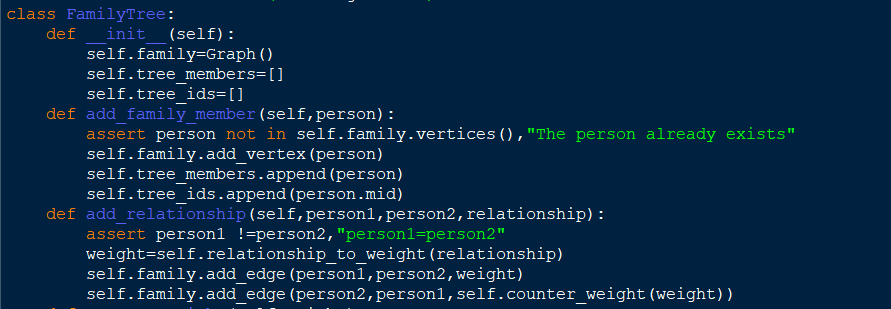 class FamilyTree:
    def __init__(self):
        self.family=Graph()
        self.tree_members=[]
        self.tree_ids=[]
    def add_family_member(self,person):
        assert person not in self.family.vertices(),"The person already exists"
        self.family.add_vertex(person)
        self.tree_members.append(person)
        self.tree_ids.append(person.mid)
    def add_relationship(self,person1,person2,relationship):
        assert person1 !=person2,"person1=person2"
        weight=self.relationship_to_weight(relationship)
        self.family.add_edge(person1,person2,weight)
        self.family.add_edge(person2,person1,self.counter_weight(weight))